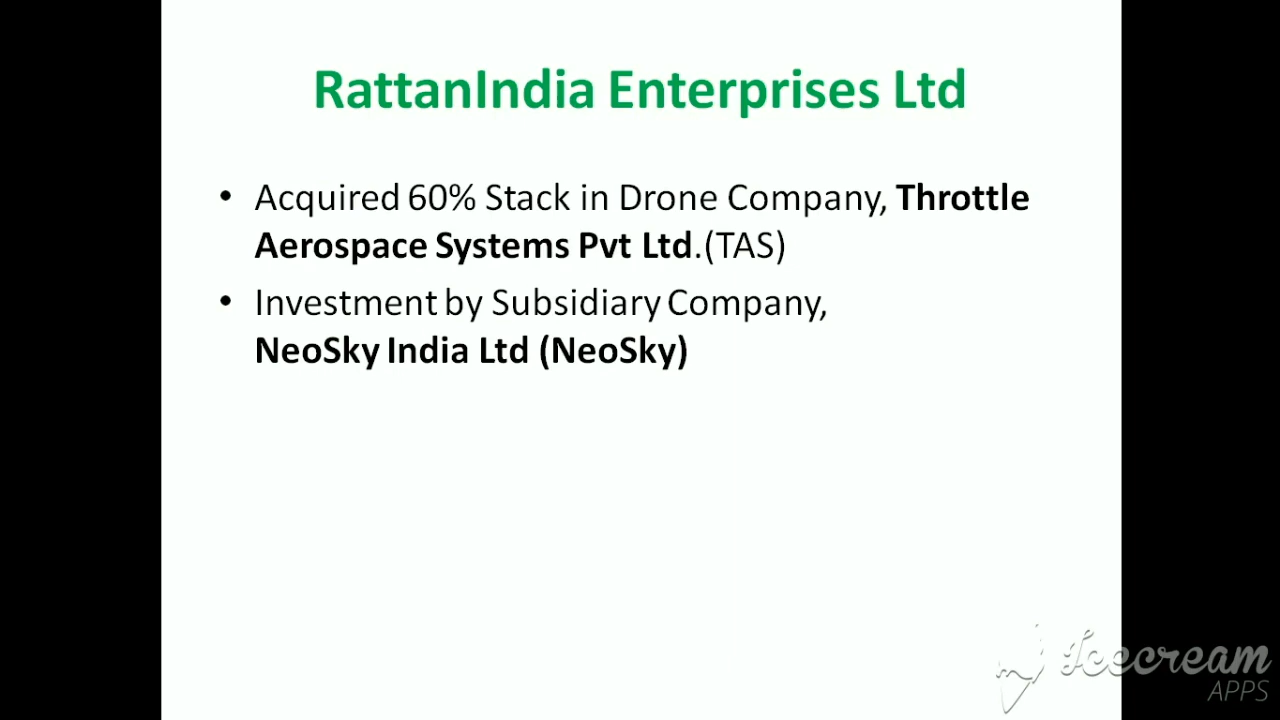 RattanIndia Enterprises Ltd
• Acquired 60% Stack in Drone Company, Throttle
Aerospace Systems Pvt Ltd.(TAS)
• Investment by Subsidiary Company,
NeoSky India Ltd (NeoSky)
Icecream
APPS